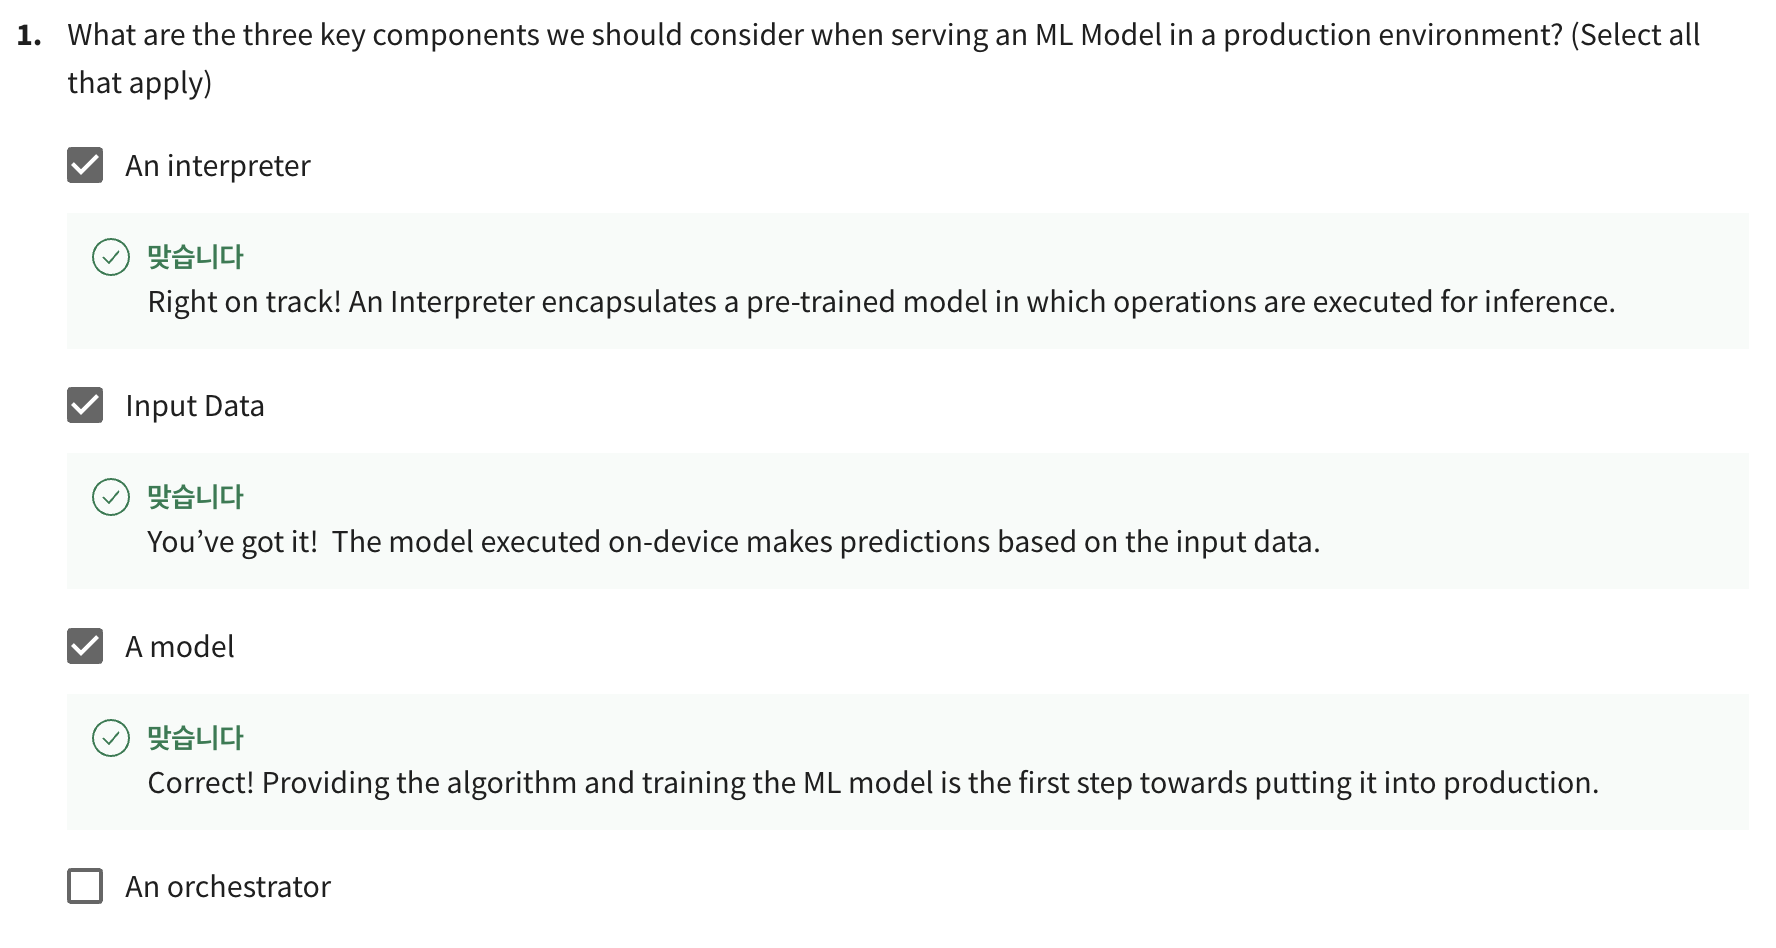 1. What are the three key components we should consider when serving an ML Model in a production environment? (Select all
that apply)
An interpreter
맞습니다
Right on track! An Interpreter encapsulates a pre-trained model in which operations are executed for inference.
Input Data
맞습니다
You’ve got it!  The model executed on-device makes predictions based on the input data.
A model
맞습니다
Correct! Providing the algorithm and training the ML model is the first step towards putting it into production.
An orchestrator